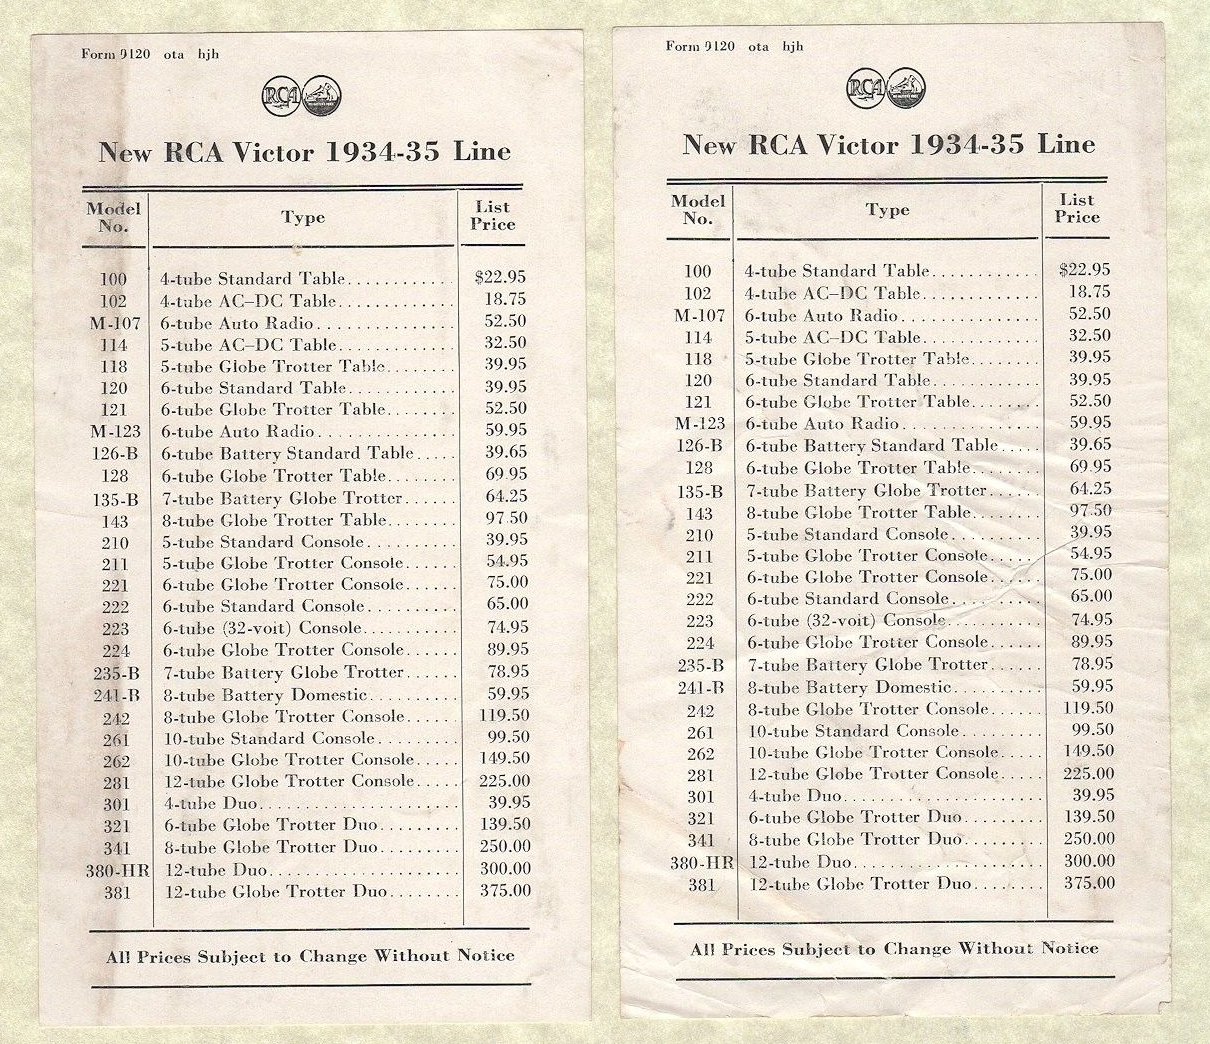 Form 9120 ota hjh
RCA
New RCA Victor 1934-35 Line
Model No. Type List Price
100 4-tube Standard Table............ $22.95
102 4-tube AC–DC Table............. 18.75
M-107 6-tube Auto Radio............... 52.50
114 5-tube AC–DC Table............. 32.50
118 5-tube Globe Trotter Table........ 39.95
120 6-tube Standard Table............ 39.95
121 6-tube Globe Trotter Table........ 52.50
M-123 6-tube Auto Radio............... 59.95
126-B 6-tube Battery Standard Table..... 39.65
128 6-tube Globe Trotter Table........ 69.95
135-B 7-tube Battery Globe Trotter...... 64.25
143 8-tube Globe Trotter Table........ 97.50
210 5-tube Standard Console.......... 39.95
211 5-tube Globe Trotter Console...... 54.95
221 6-tube Globe Trotter Console...... 75.00
222 6-tube Standard Console.......... 65.00
223 6-tube (32-voit) Console........... 74.95
224 6-tube Globe Trotter Console...... 89.95
235-B 7-tube Battery Globe Trotter...... 78.95
241-B 8-tube Battery Domestic.......... 59.95
242 8-tube Globe Trotter Console...... 119.50
261 10-tube Standard Console......... 99.50
262 10-tube Globe Trotter Console..... 149.50
281 12-tube Globe Trotter Console..... 225.00
301 4-tube Duo...................... 39.95
321 6-tube Globe Trotter Duo......... 139.50
341 8-tube Globe Trotter Duo......... 250.00
380-HR 12-tube Duo..................... 300.00
381 12-tube Globe Trotter Duo........ 375.00
All Prices Subject to Change Without Notice
Form 9120 ota hjh
RCA
New RCA Victor 1934-35 Line
Model No. Type List Price
100 4-tube Standard Table............ $22.95
102 4-tube AC–DC Table............. 18.75
M-107 6-tube Auto Radio............... 52.50
114 5-tube AC–DC Table............. 32.50
118 5-tube Globe Trotter Table........ 39.95
120 6-tube Standard Table............ 39.95
121 6-tube Globe Trotter Table........ 52.50
M-123 6-tube Auto Radio............... 59.95
126-B 6-tube Battery Standard Table..... 39.65
128 6-tube Globe Trotter Table........ 69.95
135-B 7-tube Battery Globe Trotter...... 64.25
143 8-tube Globe Trotter Table........ 97.50
210 5-tube Standard Console.......... 39.95
211 5-tube Globe Trotter Console...... 54.95
221 6-tube Globe Trotter Console...... 75.00
222 6-tube Standard Console.......... 65.00
223 6-tube (32-voit) Console........... 74.95
224 6-tube Globe Trotter Console...... 89.95
235-B 7-tube Battery Globe Trotter...... 78.95
241-B 8-tube Battery Domestic.......... 59.95
242 8-tube Globe Trotter Console...... 119.50
261 10-tube Standard Console......... 99.50
262 10-tube Globe Trotter Console..... 149.50
281 12-tube Globe Trotter Console..... 225.00
301 4-tube Duo...................... 39.95
321 6-tube Globe Trotter Duo......... 139.50
341 8-tube Globe Trotter Duo......... 250.00
380-HR 12-tube Duo..................... 300.00
381 12-tube Globe Trotter Duo........ 375.00
All Prices Subject to Change Without Notice